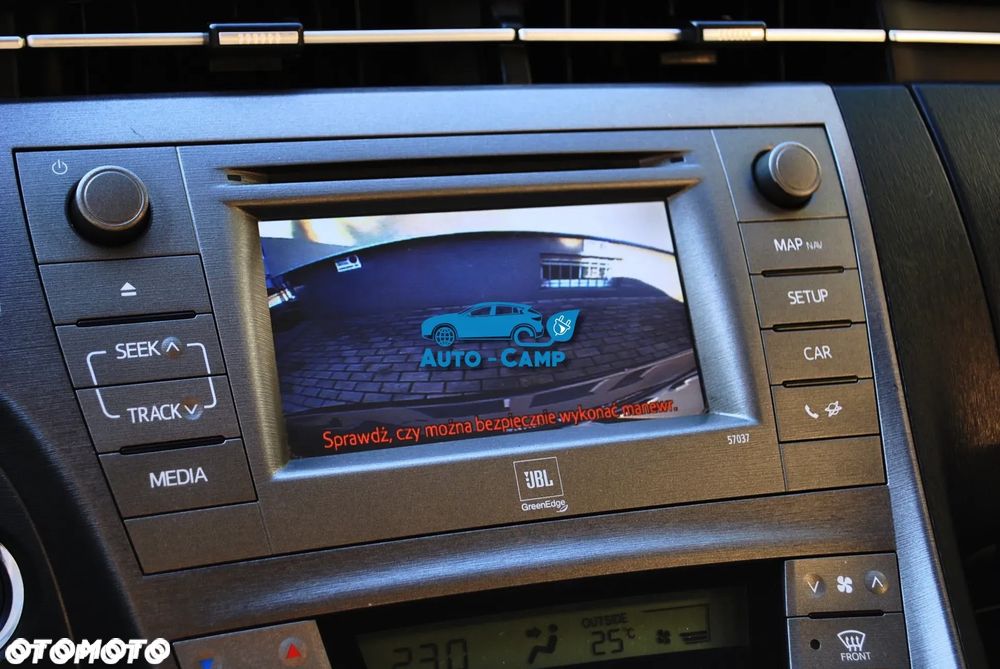 MAP NAV
SETUP
SEEK
CAR
TRACK
AUTO - CAMP
Sprawdź, czy można bezpiecznie wykonać manewr.
57037
MEDIA
JBL
GreenEdge
OUTSIDE
230
25°C
FRONT
OTOMOTO